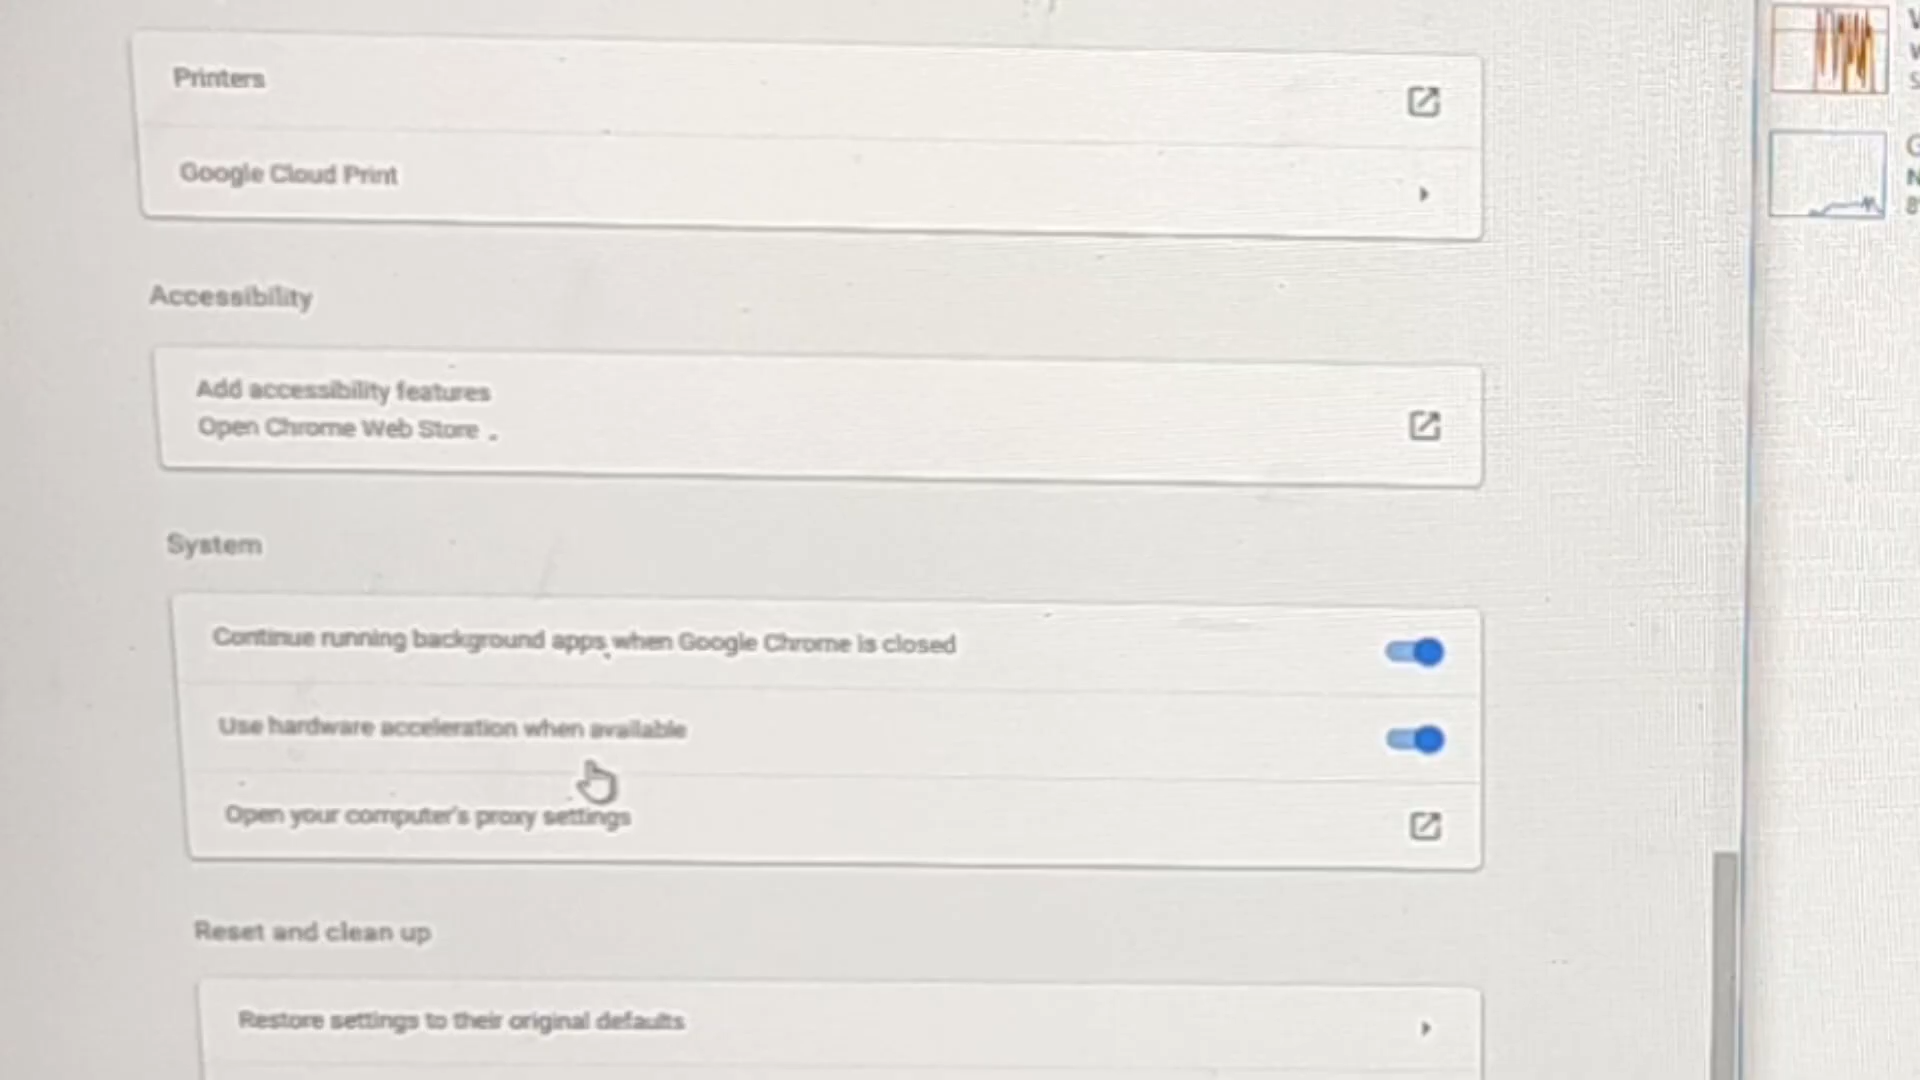 Printers
Google Cloud Print
Accessibility
Add accessibility features
Open Chrome Web Store
System
Continue running background apps when Google Chrome is closed
Use hardware acceleration when available
Open your computer's proxy settings
Reset and clean up
Restore settings to their original defaults